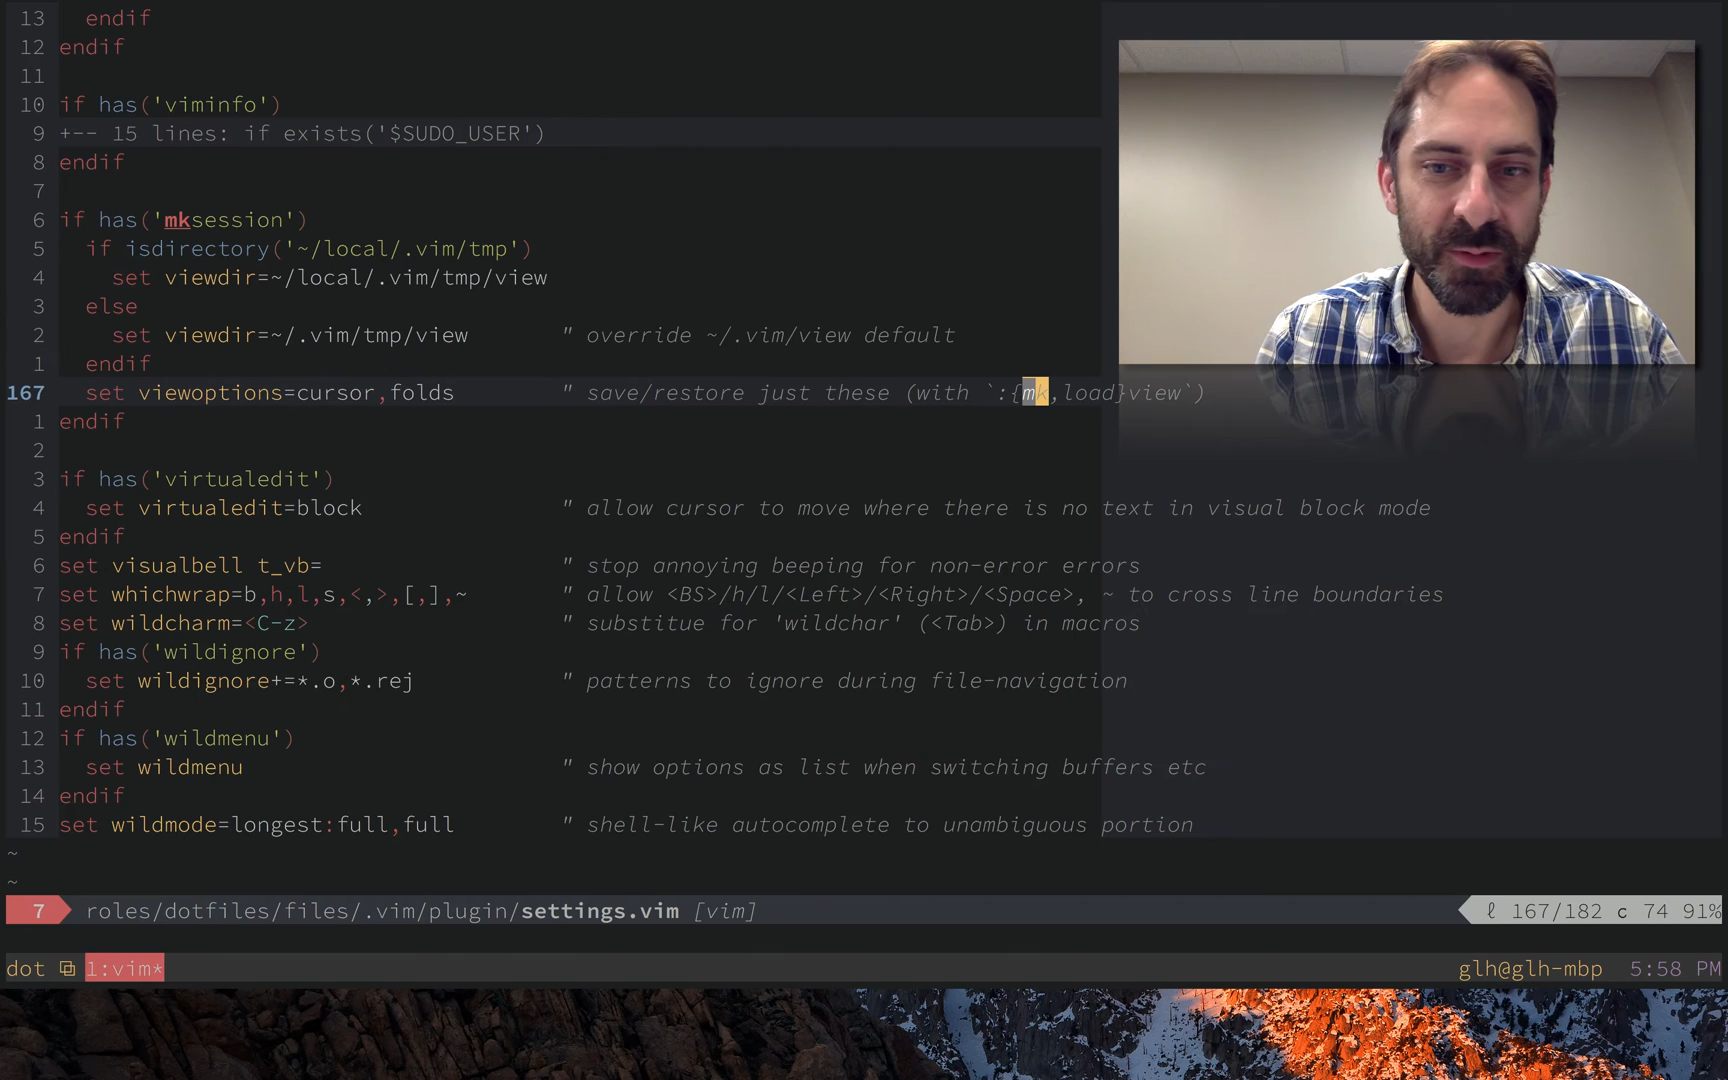 13   endif
12 endif
11
10 if has('viminfo')
9 +-- 15 lines: if exists('$SUDO_USER')
8 endif
7
6 if has('mksession')
5   if isdirectory('~/local/.vim/tmp')
4     set viewdir=~/local/.vim/tmp/view
3   else
2     set viewdir=~/.vim/tmp/view       " override ~/.vim/view default
1   endif
167   set viewoptions=cursor,folds        " save/restore just these (with `:{mk,load}view`)
1 endif
2
3 if has('virtualedit')
4   set virtualedit=block               " allow cursor to move where there is no text in visual block mode
5 endif
6 set visualbell t_vb=                  " stop annoying beeping for non-error errors
7 set whichwrap=b,h,l,s,<,>,[,],~       " allow <BS>/h/l/<Left>/<Right>/<Space>, ~ to cross line boundaries
8 set wildcharm=<C-z>                   " substitue for 'wildchar' (<Tab>) in macros
9 if has('wildignore')
10   set wildignore+=*.o,*.rej           " patterns to ignore during file-navigation
11 endif
12 if has('wildmenu')
13   set wildmenu                        " show options as list when switching buffers etc
14 endif
15 set wildmode=longest:full,full        " shell-like autocomplete to unambiguous portion
~
~
7 roles/dotfiles/files/.vim/plugin/settings.vim [vim] ℓ 167/182 c 74 91%
dot ⧉ 1:vim* glh@glh-mbp 5:58 PM